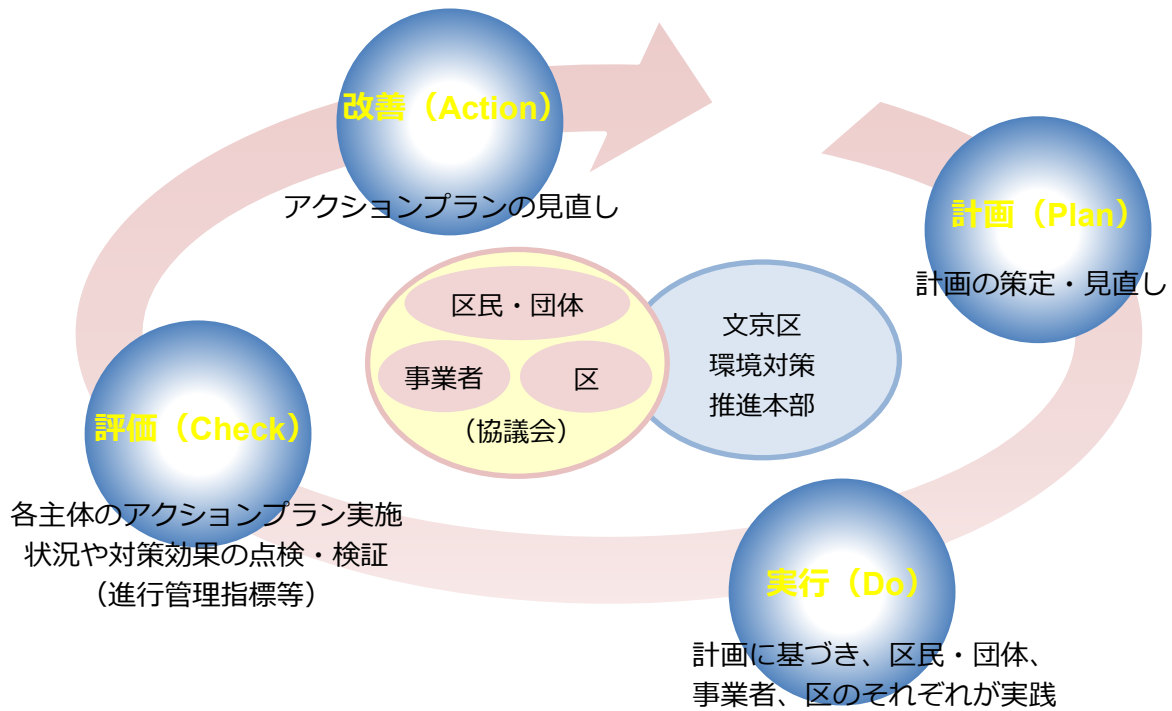 改善（Action）
アクションプランの見直し
計画（Plan）
計画の策定・見直し
区民・団体
事業者
区
（協議会）
文京区
環境対策
推進本部
評価（Check）
各主体のアクションプラン実施
状況や対策効果の点検・検証
（進行管理指標等）
実行（Do）
計画に基づき、区民・団体、
事業者、区のそれぞれが実践